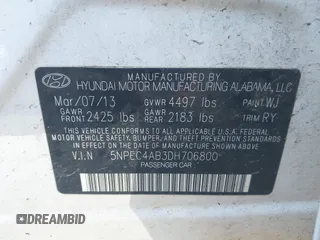 MANUFACTURED BY
HYUNDAI MOTOR MANUFACTURING ALABAMA, LLC
Mar/07/13 GVWR 4497 lbs PAINT WJ
GAWR FRONT 2425 lbs GAWR REAR 2183 lbs TRIM RY
THIS VEHICLE CONFORMS TO ALL APPLICABLE FEDERAL
MOTOR VEHICLE SAFETY, BUMPER, AND THEFT
PREVENTION STANDARDS IN EFFECT ON THE DATE OF
MANUFACTURE SHOWN ABOVE.
V.I.N 5NPEC4AB3DH706800
PASSENGER CAR